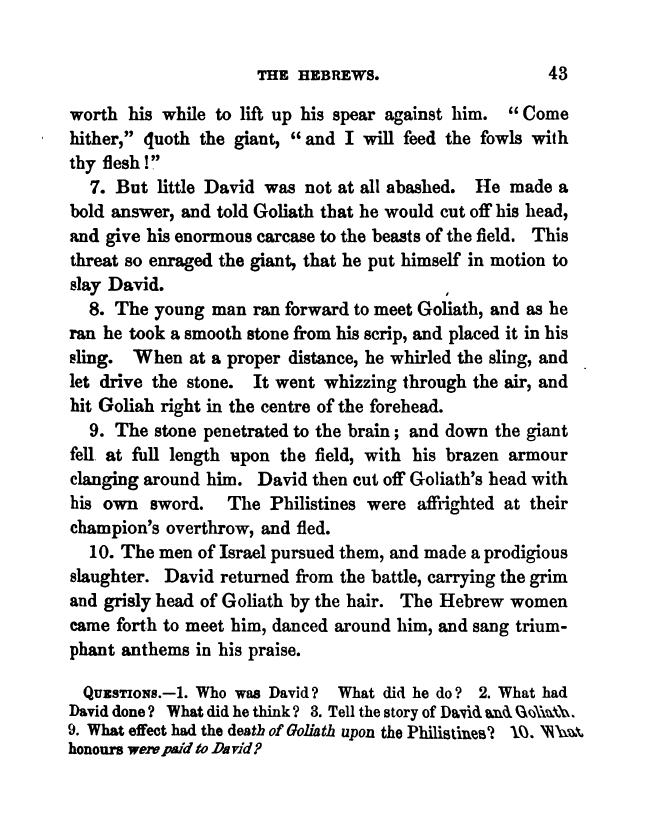 THE HEBREWS. 43
worth his while to lift up his spear against him. “Come
hither,” quoth the giant, “and I will feed the fowls with
thy flesh!”
7. But little David was not at all abashed. He made a
bold answer, and told Goliath that he would cut off his head,
and give his enormous carcase to the beasts of the field. This
threat so enraged the giant, that he put himself in motion to
slay David.
8. The young man ran forward to meet Goliath, and as he
ran he took a smooth stone from his scrip, and placed it in his
sling. When at a proper distance, he whirled the sling, and
let drive the stone. It went whizzing through the air, and
hit Goliah right in the centre of the forehead.
9. The stone penetrated to the brain; and down the giant
fell at full length upon the field, with his brazen armour
clanging around him. David then cut off Goliath’s head with
his own sword. The Philistines were affrighted at their
champion’s overthrow, and fled.
10. The men of Israel pursued them, and made a prodigious
slaughter. David returned from the battle, carrying the grim
and grisly head of Goliath by the hair. The Hebrew women
came forth to meet him, danced around him, and sang trium-
phant anthems in his praise.
QUESTIONS.—1. Who was David? What did he do? 2. What had
David done? What did he think? 3. Tell the story of David and Goliath.
9. What effect had the death of Goliath upon the Philistines? 10. What
honours were paid to David?